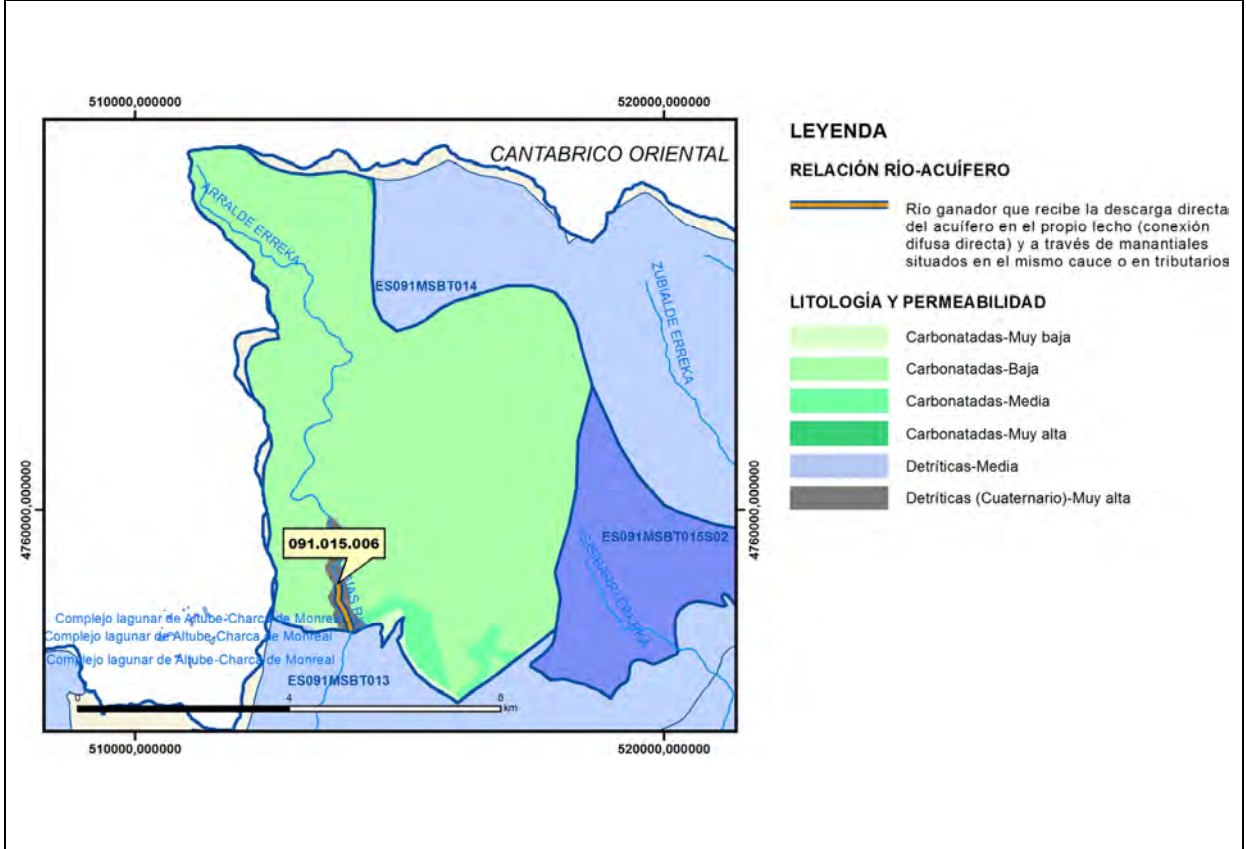 510000,000000
520000,000000
CANTABRICO ORIENTAL
ARRALDE ERREKA
ES091MSBT014
ZUBIALDE ERREKA
4760000,000000
4760000,000000
091.015.006
ES091MSBT015S02
Complejo lagunar de Altube-Charca de Monreal
Complejo lagunar de Altube-Charca de Monreal
Complejo lagunar de Altube-Charca de Monreal
ES091MSBT013
0 4 8
km
510000,000000
520000,000000
LEYENDA
RELACIÓN RÍO-ACUÍFERO
Río ganador que recibe la descarga directa
del acuífero en el propio lecho (conexión
difusa directa) y a través de manantiales
situados en el mismo cauce o en tributarios
LITOLOGÍA Y PERMEABILIDAD
Carbonatadas-Muy baja
Carbonatadas-Baja
Carbonatadas-Media
Carbonatadas-Muy alta
Detríticas-Media
Detríticas (Cuaternario)-Muy alta